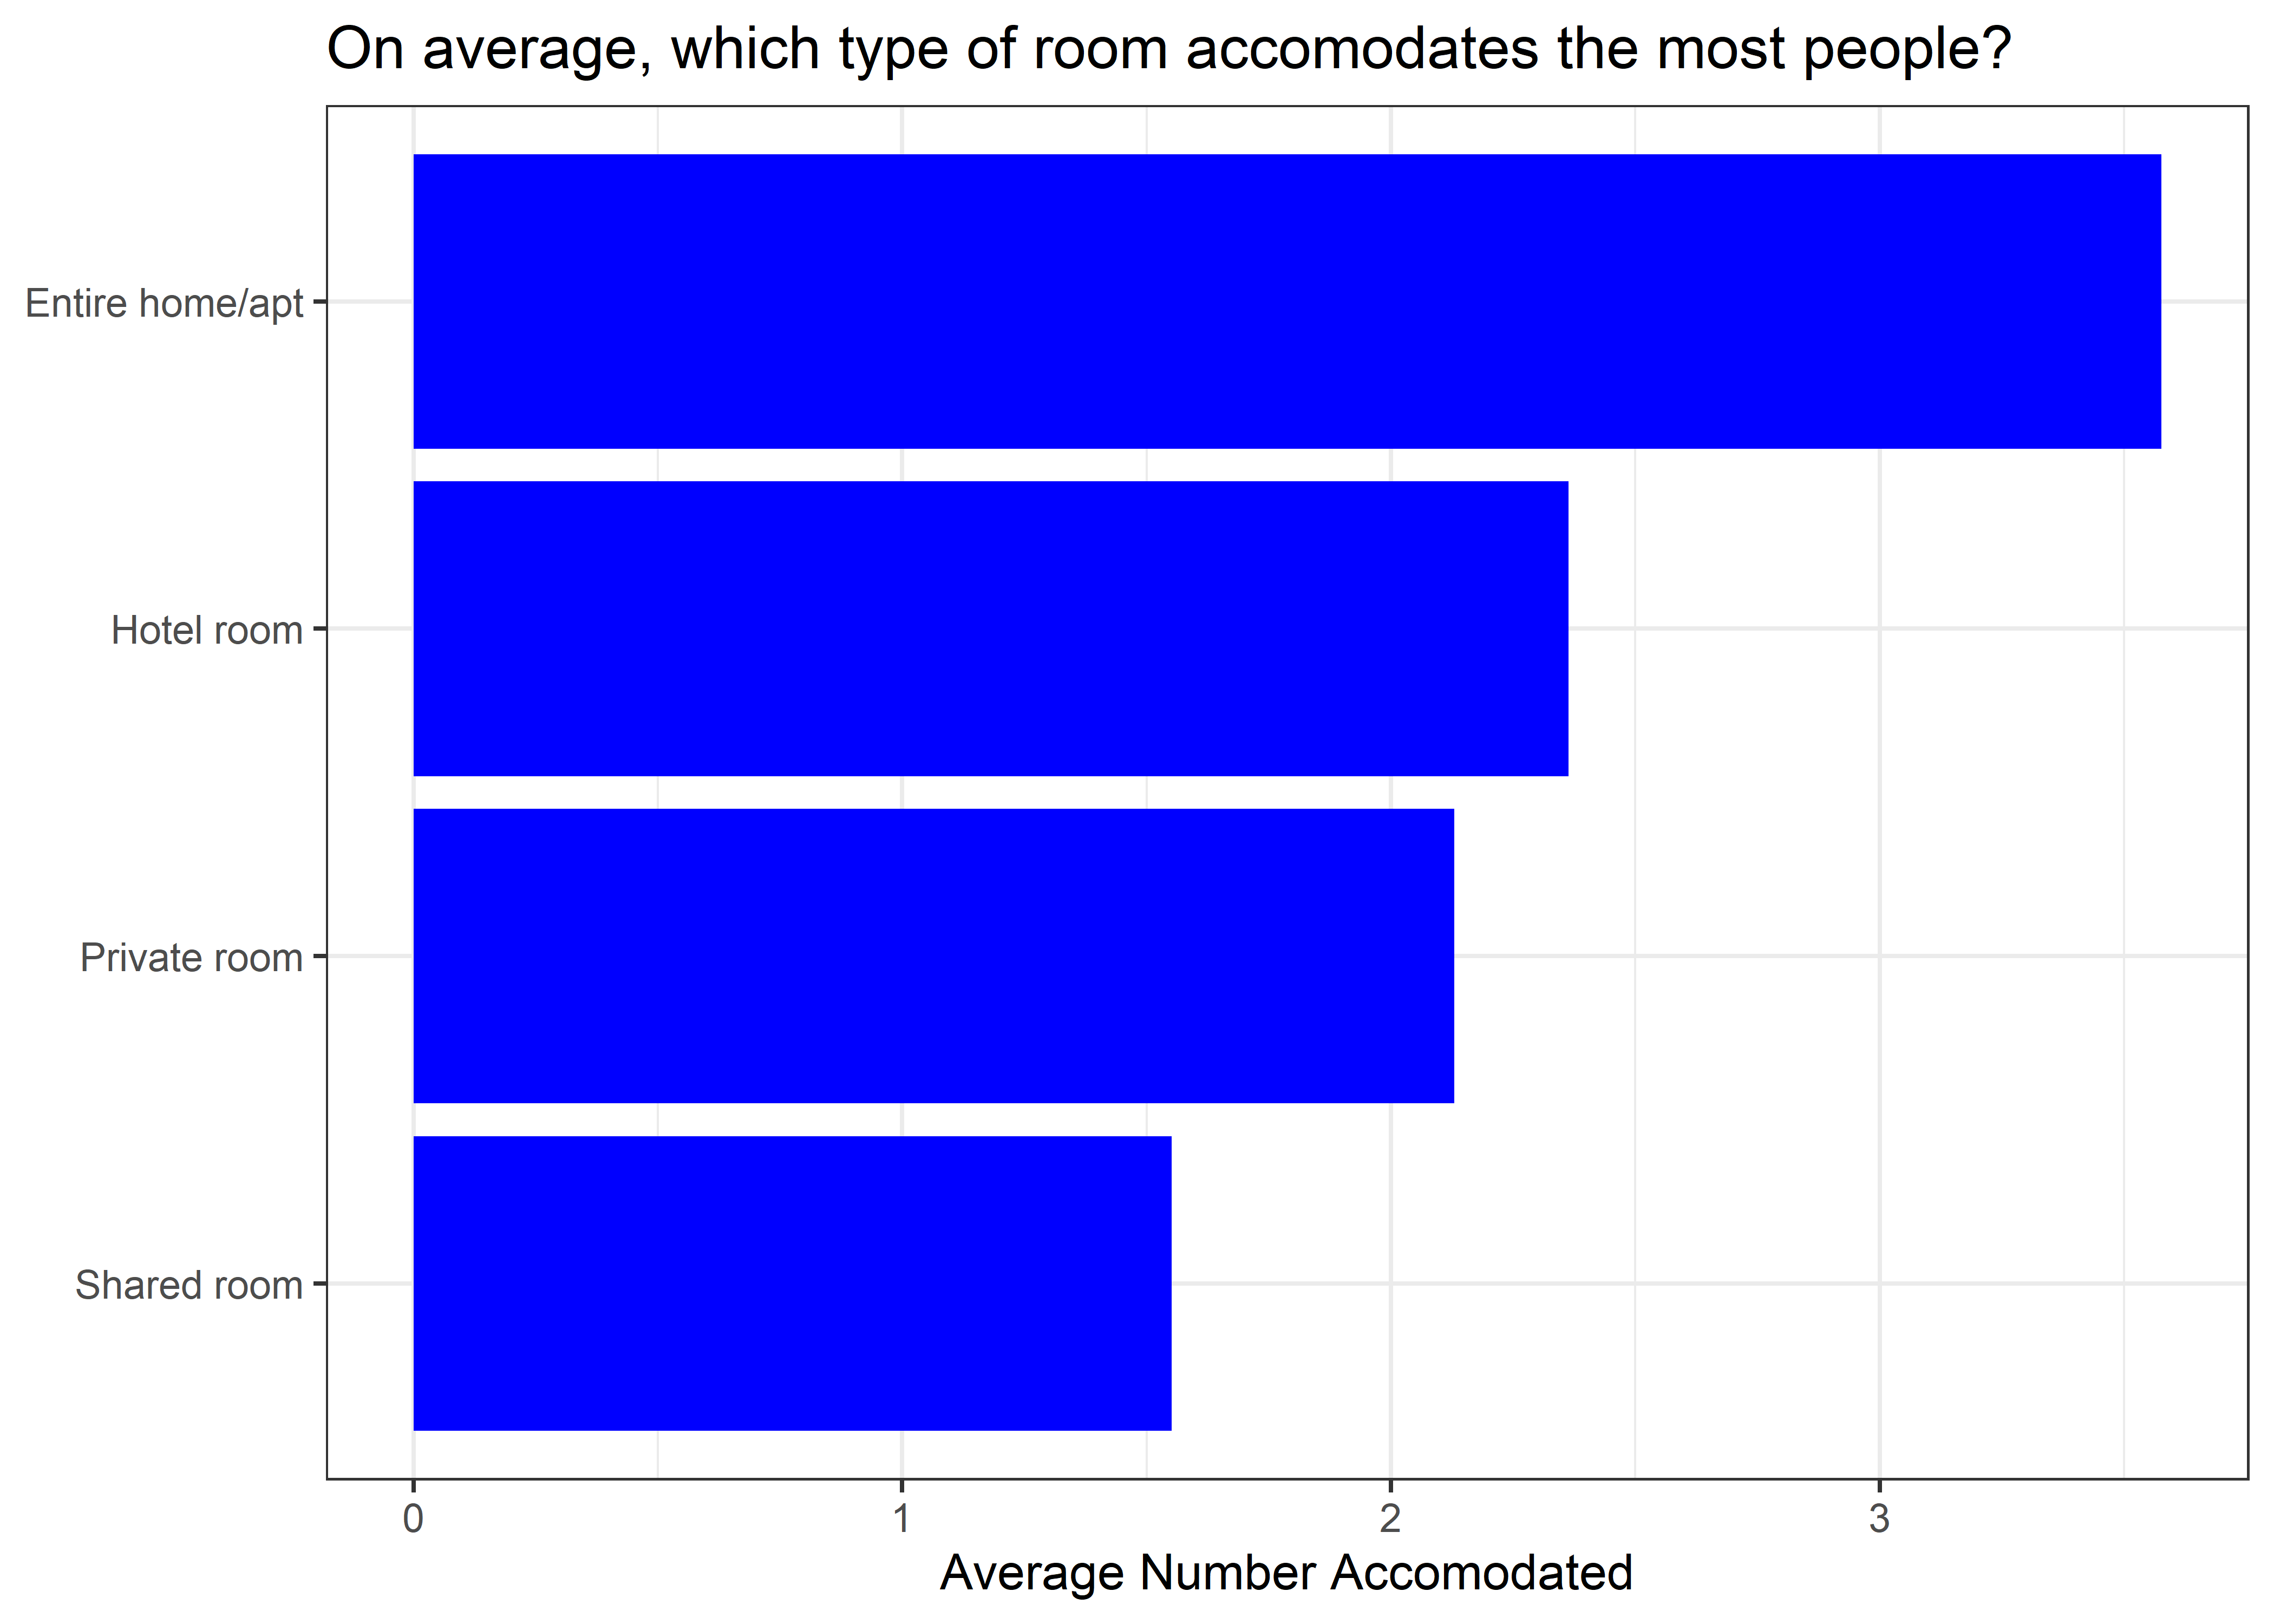 On average, which type of room accomodates the most people?
Entire home/apt
Hotel room
Private room
Shared room
0 1 2 3
Average Number Accomodated